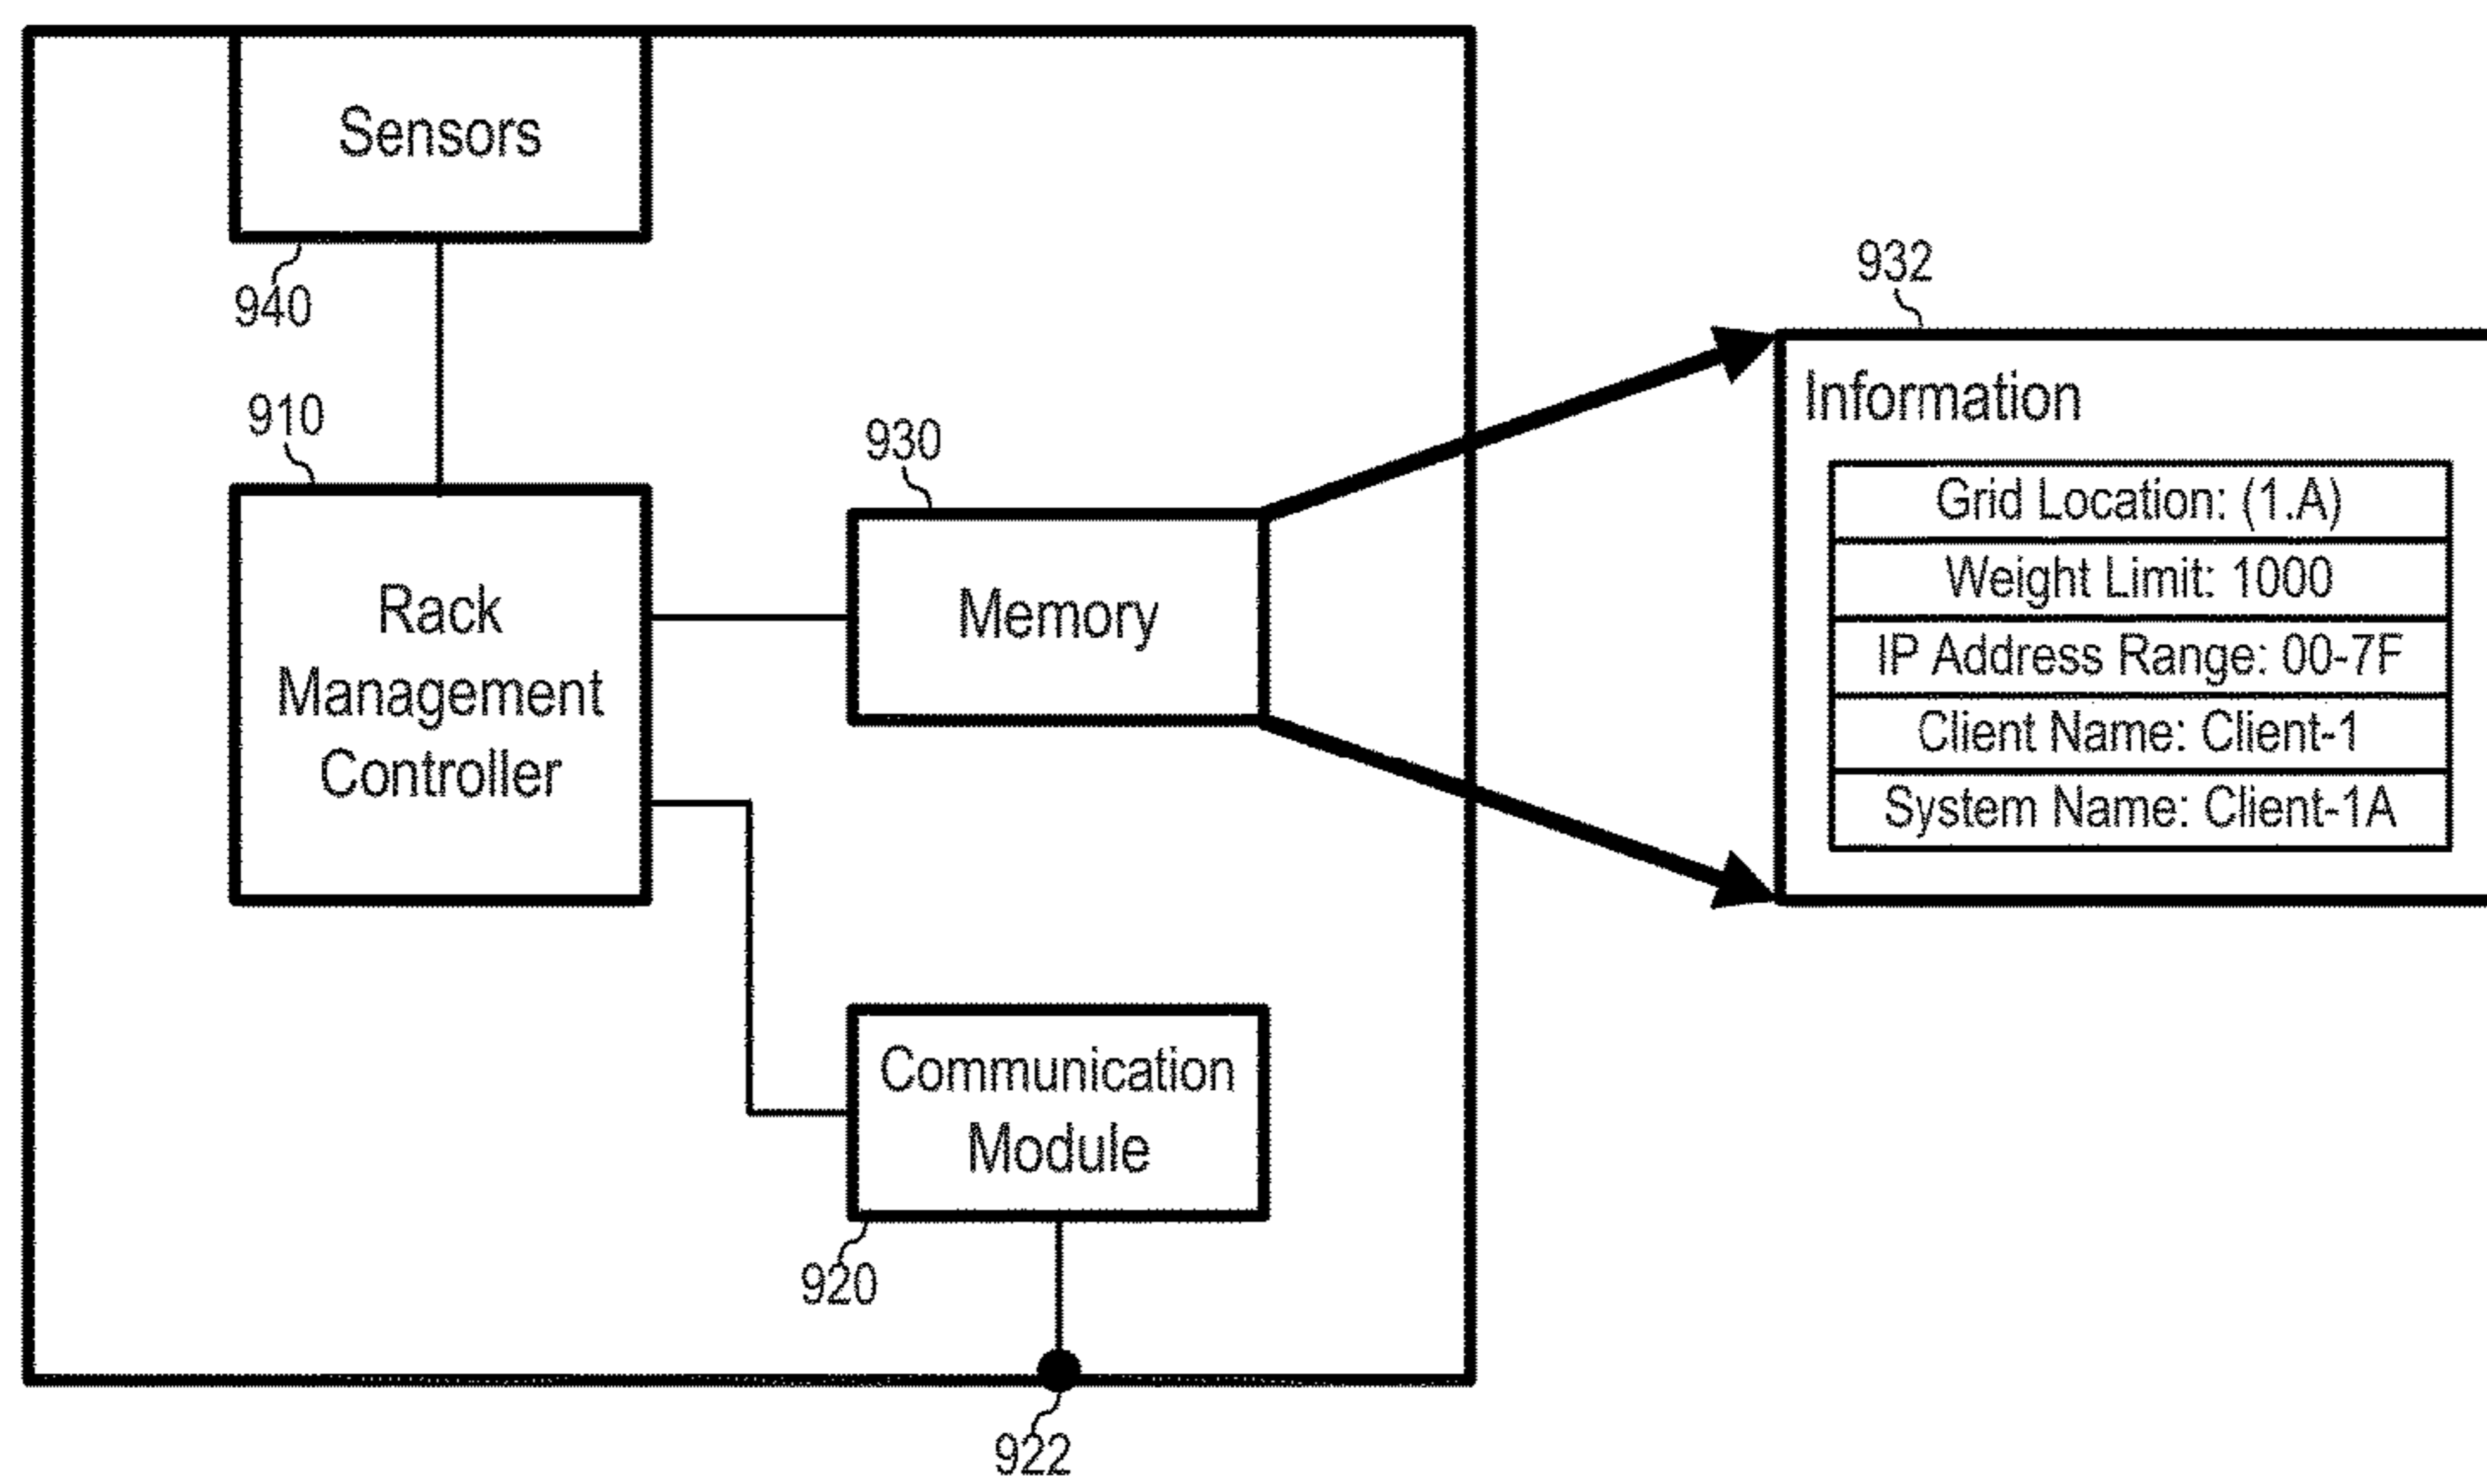 Sensors
940
932
Information
910
930
Grid Location: (1.A)
Weight Limit: 1000
IP Address Range: 00-7F
Client Name: Client-1
System Name: Client-1A
Rack
Management
Controller
Memory
Communication
Module
920
922